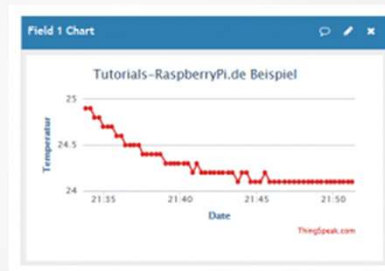 Field 1 Chart
Tutorials-RaspberryPi.de Beispiel
25
24.5
24
Temperatur
21:35 21:40 21:45 21:50
Date
ThingSpeak.com